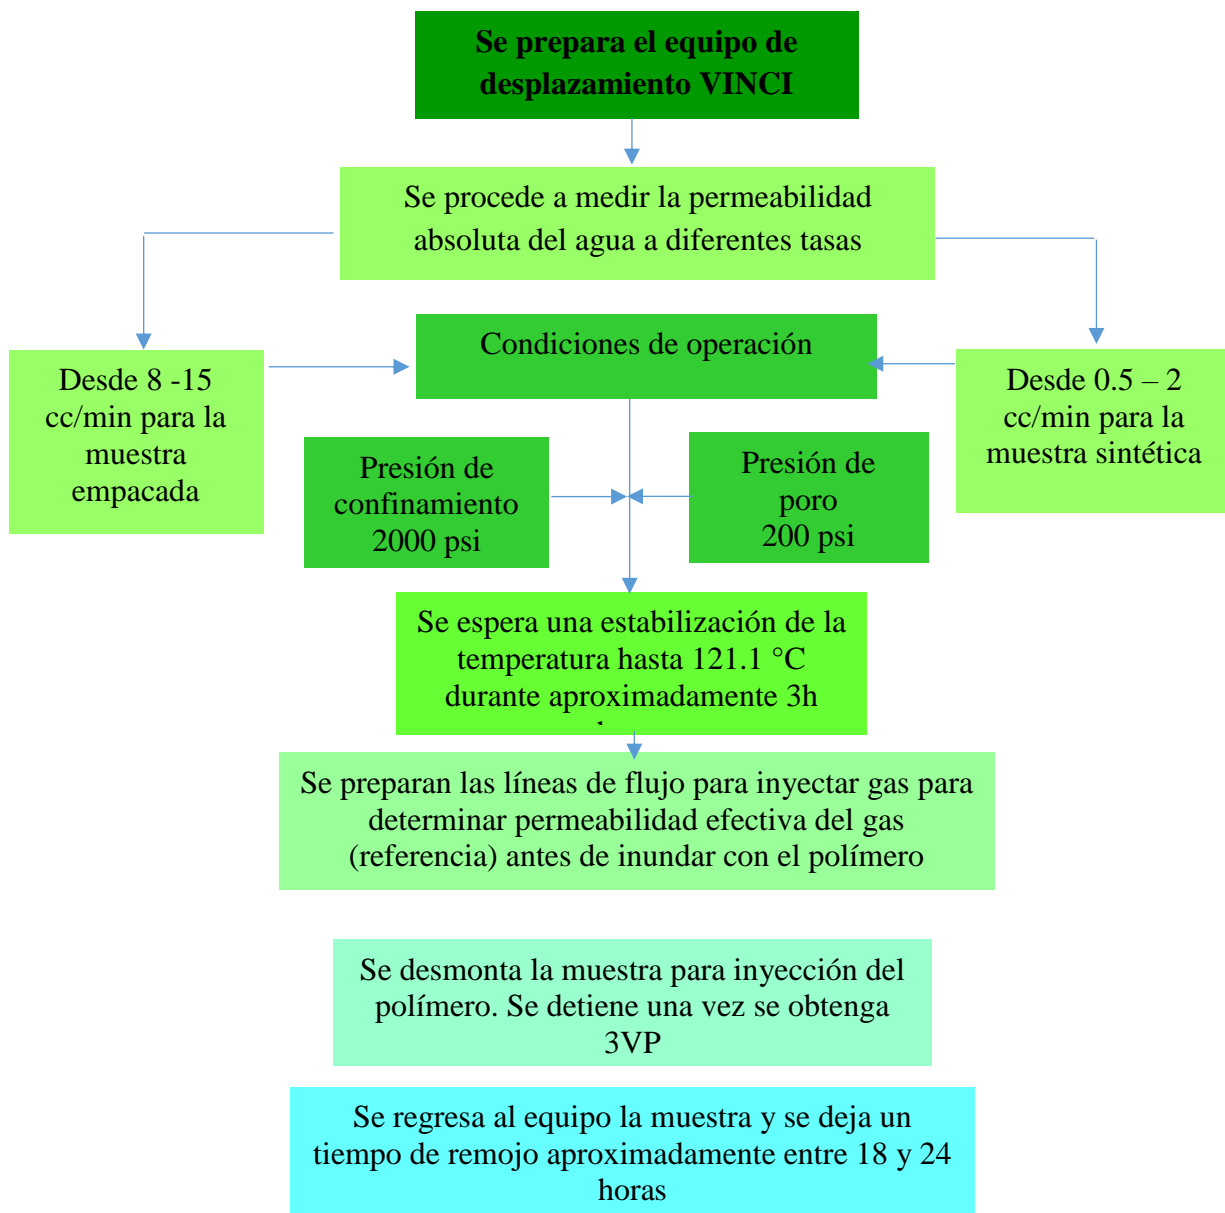 Se prepara el equipo de
desplazamiento VINCI
Se procede a medir la permeabilidad
absoluta del agua a diferentes tasas
Condiciones de operación
Desde 8 -15
cc/min para la
muestra
empacada
Desde 0.5 – 2
cc/min para la
muestra sintética
Presión de
confinamiento
2000 psi
Presión de
poro
200 psi
Se espera una estabilización de la
temperatura hasta 121.1 °C
durante aproximadamente 3h
Se preparan las líneas de flujo para inyectar gas para
determinar permeabilidad efectiva del gas
(referencia) antes de inundar con el polímero
Se desmonta la muestra para inyección del
polímero. Se detiene una vez se obtenga
3VP
Se regresa al equipo la muestra y se deja un
tiempo de remojo aproximadamente entre 18 y 24
horas